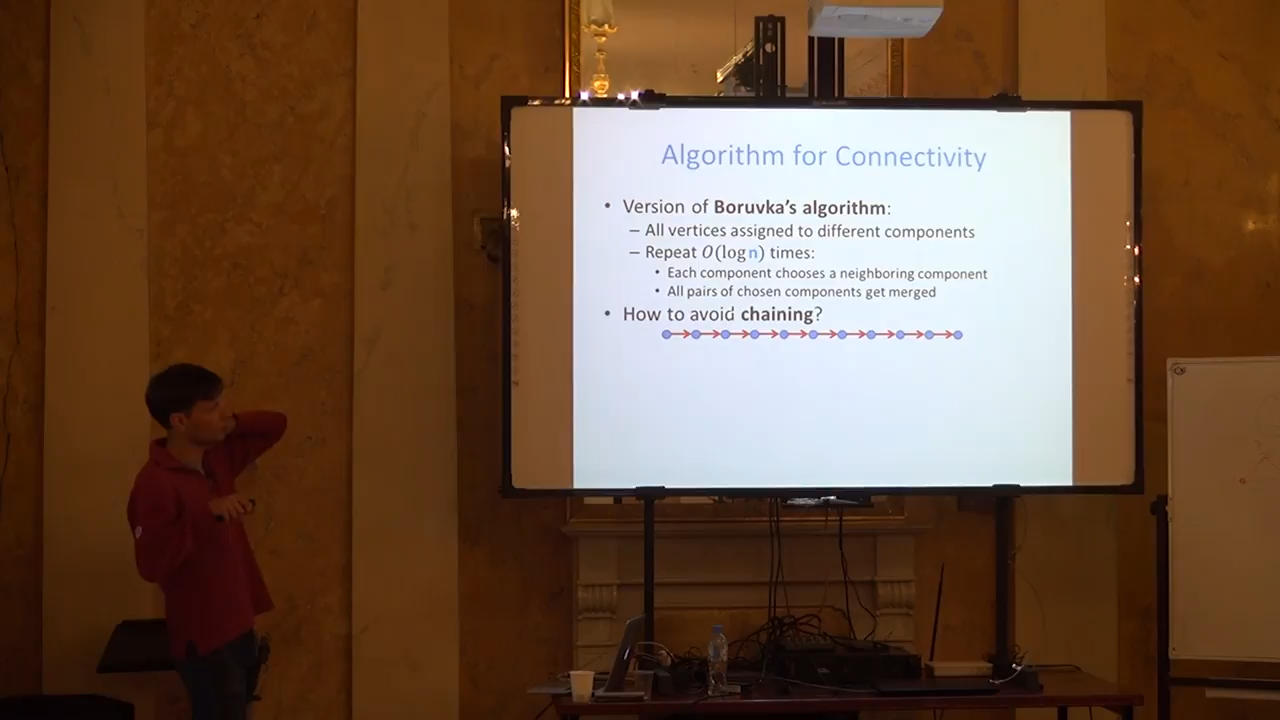 Algorithm for Connectivity
• Version of Boruvka's algorithm:
– All vertices assigned to different components
– Repeat O(log n) times:
• Each component chooses a neighboring component
• All pairs of chosen components get merged
• How to avoid chaining?